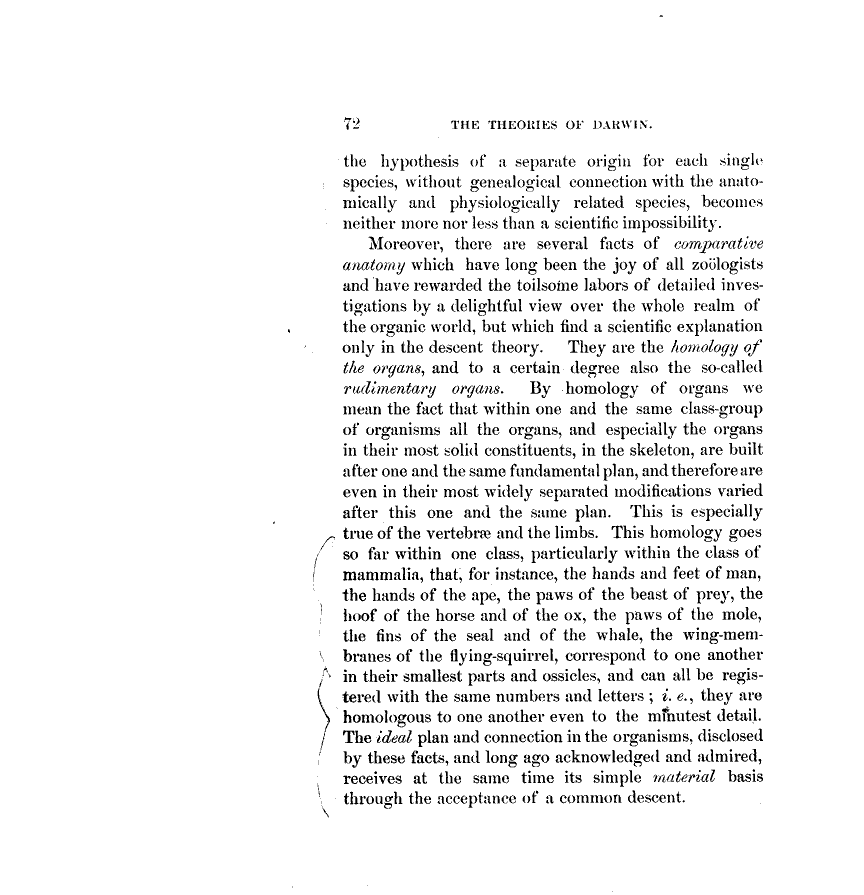 72 THE THEORIES OF DARWIN.
the hypothesis of a separate origin for each single
species, without genealogical connection with the anato-
mically and physiologically related species, becomes
neither more nor less than a scientific impossibility.
Moreover, there are several facts of comparative
anatomy which have long been the joy of all zoölogists
and have rewarded the toilsome labors of detailed inves-
tigations by a delightful view over the whole realm of
the organic world, but which find a scientific explanation
only in the descent theory. They are the homology of
the organs, and to a certain degree also the so-called
rudimentary organs. By homology of organs we
mean the fact that within one and the same class-group
of organisms all the organs, and especially the organs
in their most solid constituents, in the skeleton, are built
after one and the same fundamental plan, and therefore are
even in their most widely separated modifications varied
after this one and the same plan. This is especially
true of the vertebræ and the limbs. This homology goes
so far within one class, particularly within the class of
mammalia, that, for instance, the hands and feet of man,
the hands of the ape, the paws of the beast of prey, the
hoof of the horse and of the ox, the paws of the mole,
the fins of the seal and of the whale, the wing-mem-
branes of the flying-squirrel, correspond to one another
in their smallest parts and ossicles, and can all be regis-
tered with the same numbers and letters ; i. e., they are
homologous to one another even to the minutest detail.
The ideal plan and connection in the organisms, disclosed
by these facts, and long ago acknowledged and admired,
receives at the same time its simple material basis
through the acceptance of a common descent.